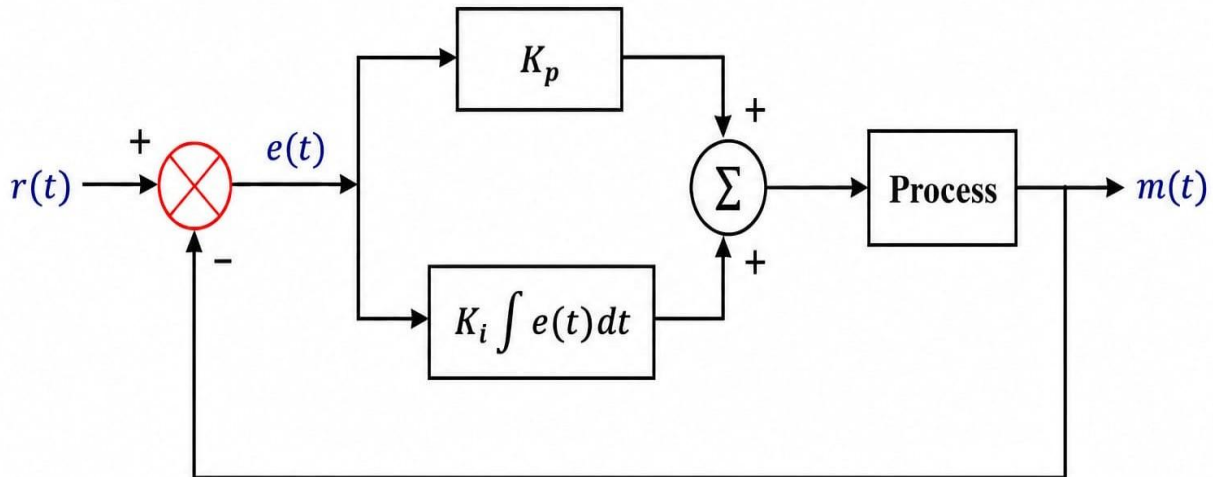 K_p
+
+
e(t)
r(t)
Σ
Process
m(t)
−
+
K_i ∫ e(t)dt